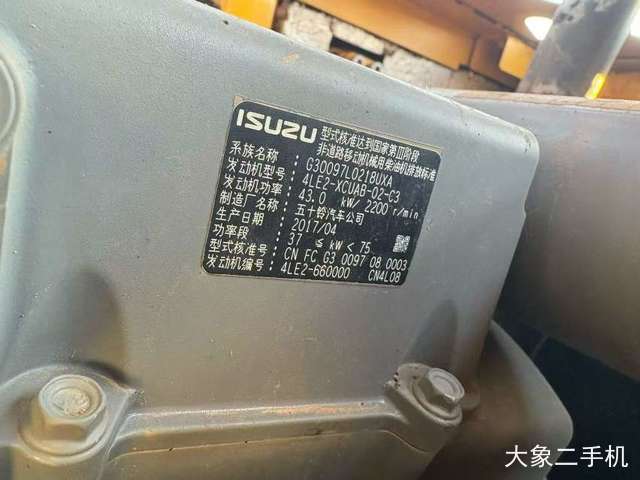 ISUZU
型式核准达到国家第Ⅲ阶段
非道路移动机械用柴油机排放标准
系族名称： G30097L0218UXA
发动机型号： 4LE2-XCUAB-02-C3
发动机功率： 43.0 kW/ 2200 r/min
制造厂名称： 五十铃汽车公司
生产日期： 2017/04
功率段 37 ≤ kW < 75
型式核准号： CN FC G3 0097 08 0003
发动机编号： 4LE2-660000 CN4L08
大象二手机